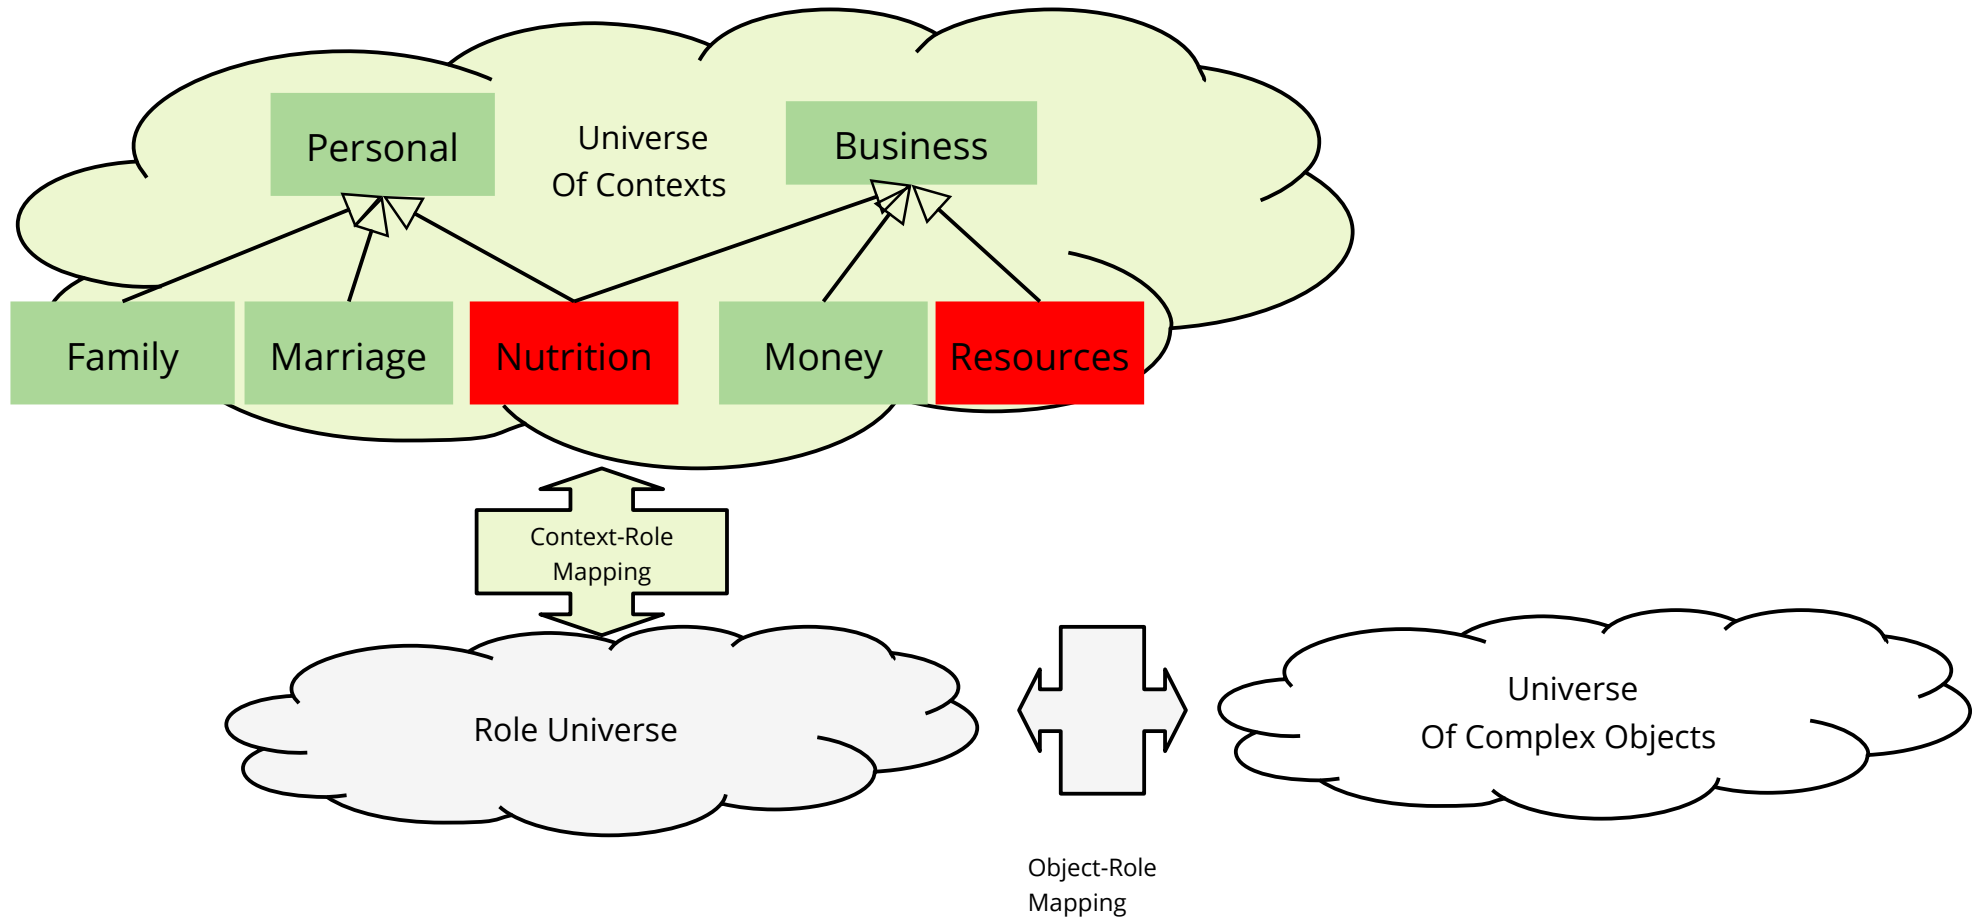 Personal
Universe
Of Contexts
Business
Family
Marriage
Nutrition
Money
Resources
Context-Role
Mapping
Role Universe
Universe
Of Complex Objects
Object-Role
Mapping